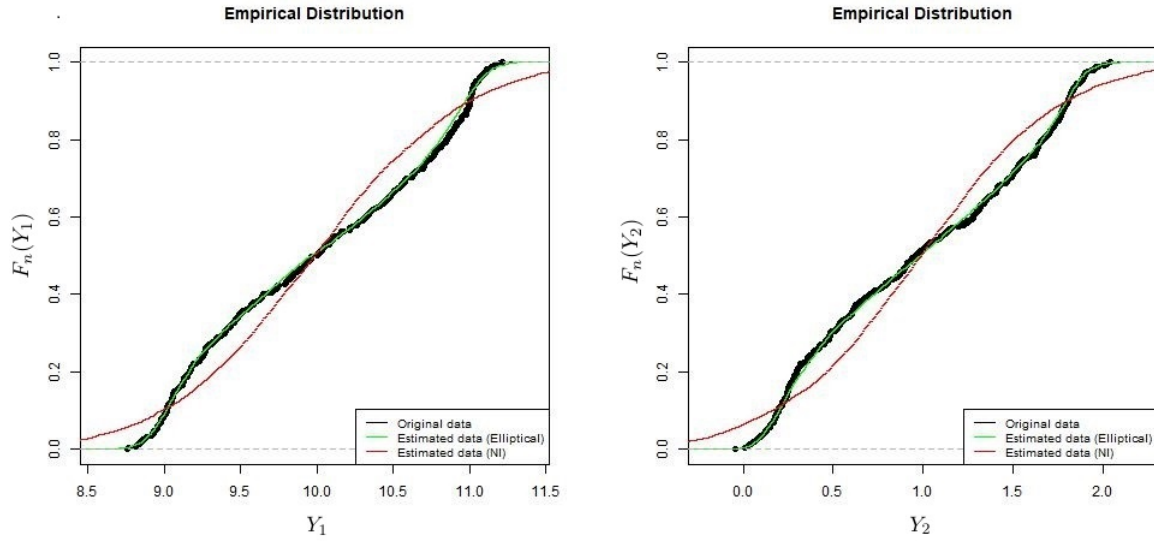 Empirical Distribution
F_n(Y_1)
1.0
0.8
0.6
0.4
0.2
0.0
8.5 9.0 9.5 10.0 10.5 11.0 11.5
Y_1
Original data
Estimated data (Elliptical)
Estimated data (NI)
Empirical Distribution
F_n(Y_2)
1.0
0.8
0.6
0.4
0.2
0.0
0.0 0.5 1.0 1.5 2.0
Y_2
Original data
Estimated data (Elliptical)
Estimated data (NI)